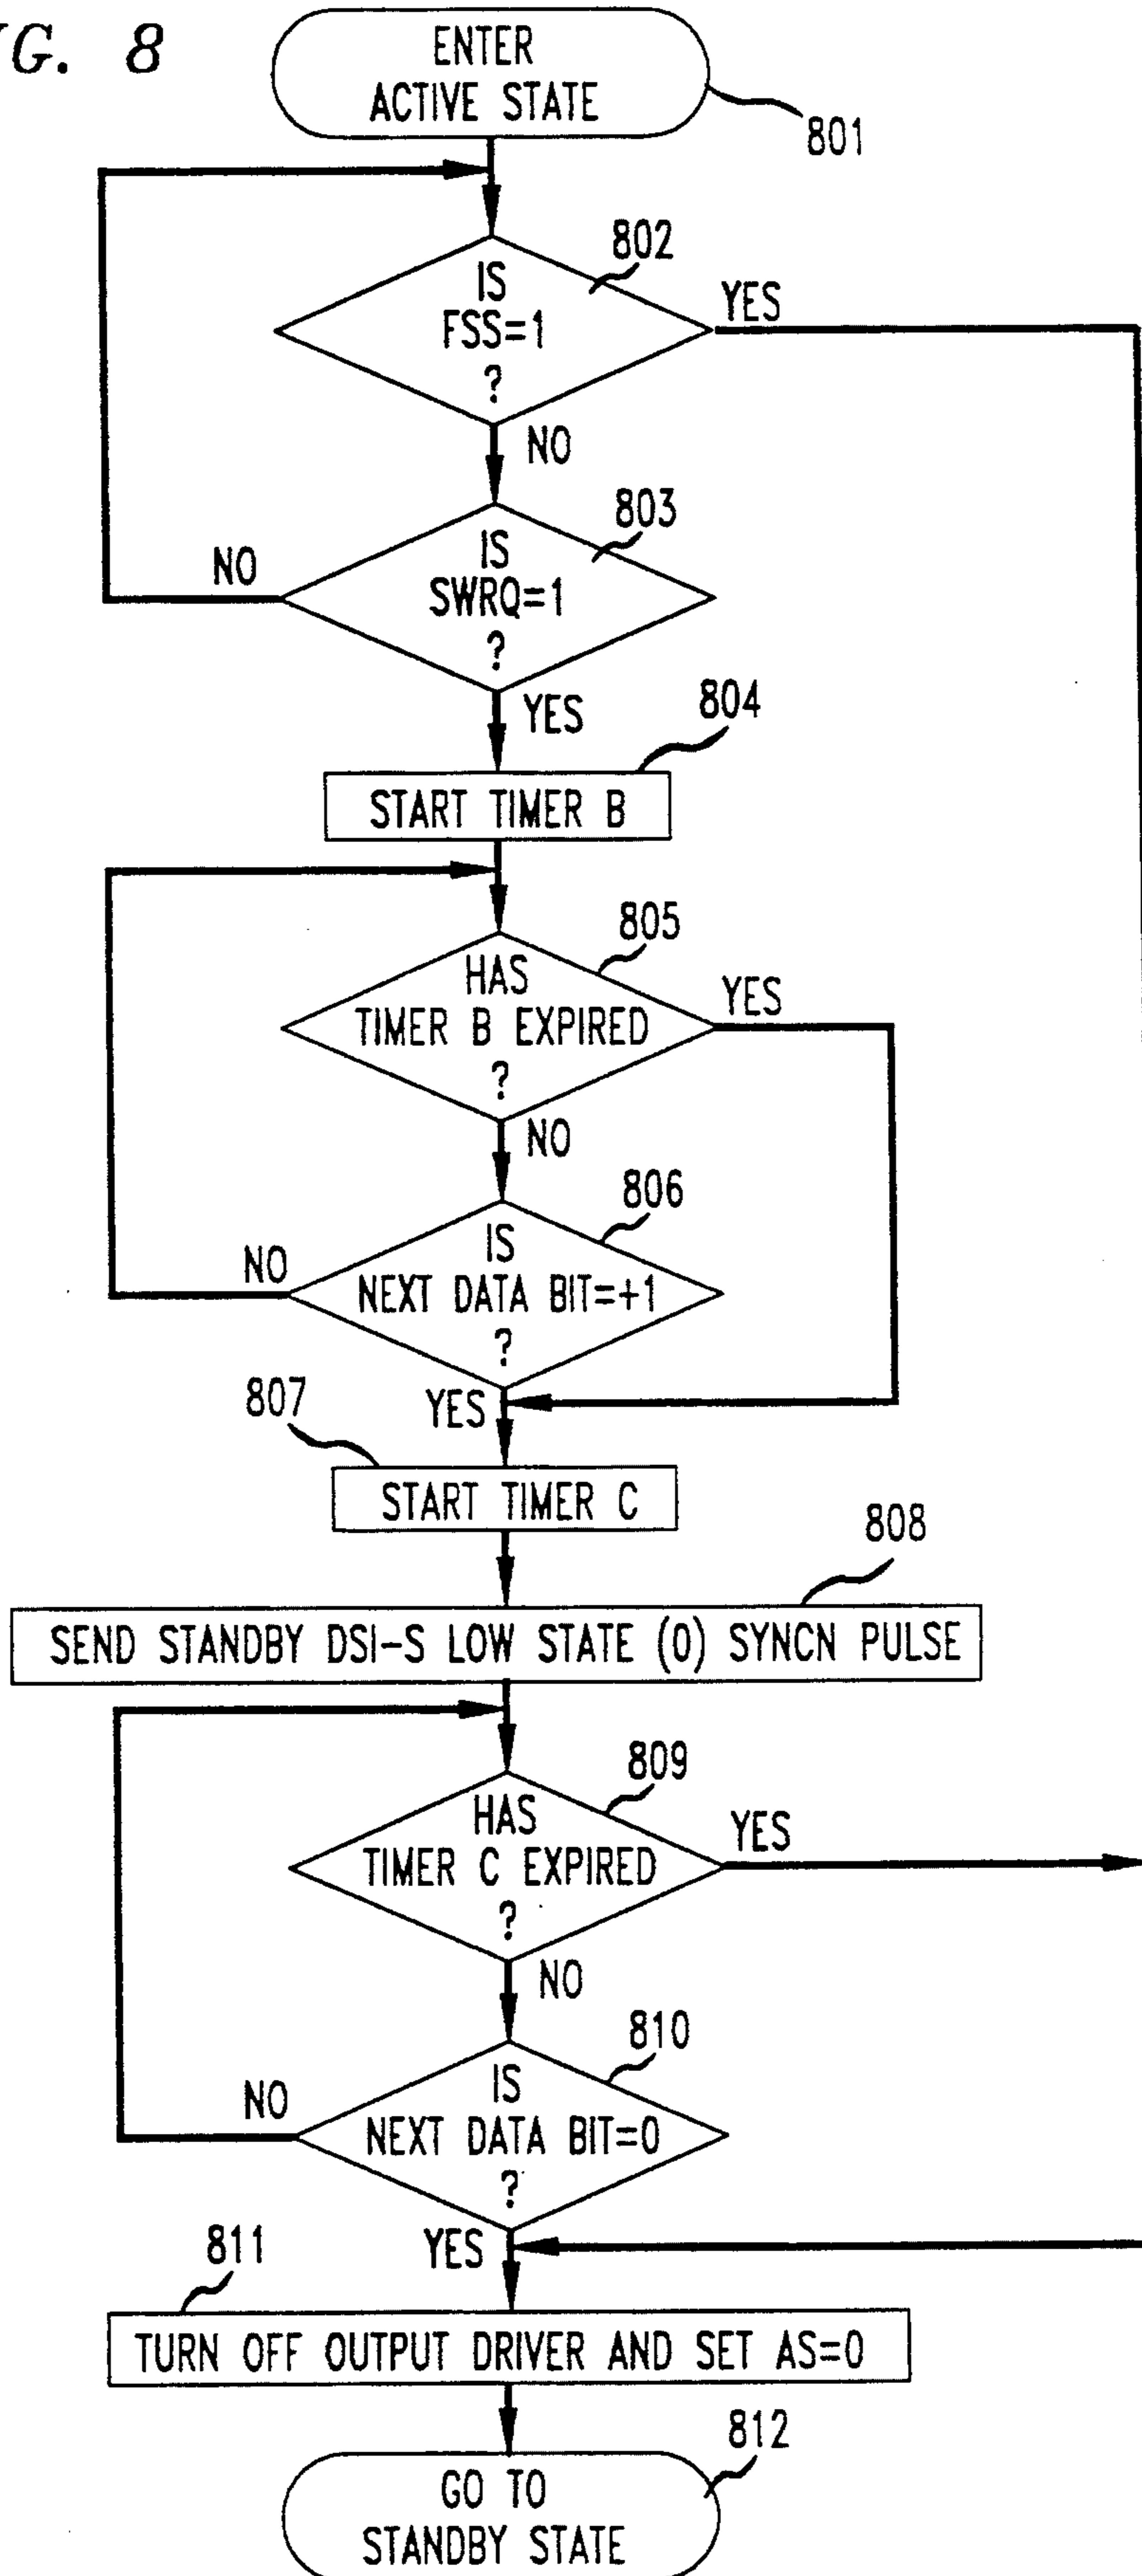 G. 8
ENTER
ACTIVE STATE
801
802
IS
FSS=1
?
YES
NO
803
IS
SWRQ=1
?
NO
YES
804
START TIMER B
805
HAS
TIMER B EXPIRED
?
YES
NO
806
IS
NEXT DATA BIT=+1
?
NO
YES
807
START TIMER C
808
SEND STANDBY DSI-S LOW STATE (0) SYNCN PULSE
809
HAS
TIMER C EXPIRED
?
YES
NO
810
IS
NEXT DATA BIT=0
?
NO
YES
811
TURN OFF OUTPUT DRIVER AND SET AS=0
812
GO TO
STANDBY STATE